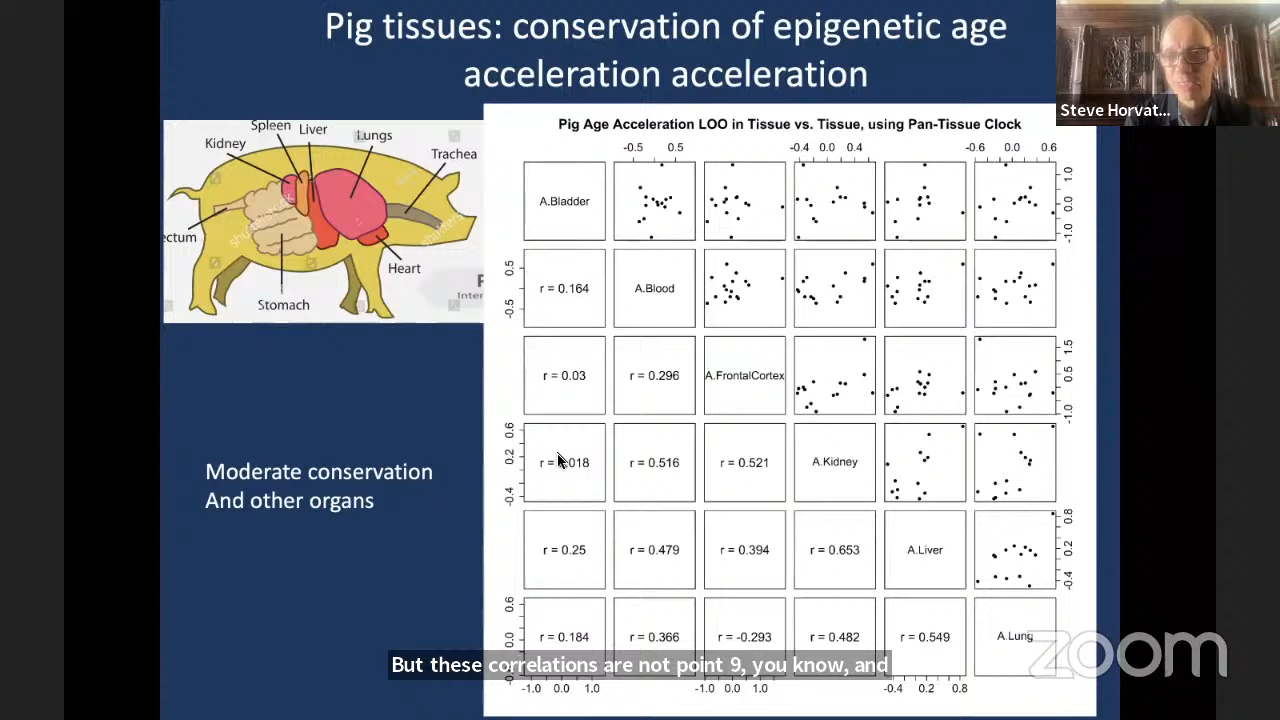 Pig tissues: conservation of epigenetic age
acceleration acceleration
Steve Horvat...
Spleen
Liver
Lungs
Kidney
Trachea
ectum
Heart
Stomach
Inter
Moderate conservation
And other organs
Pig Age Acceleration LOO in Tissue vs. Tissue, using Pan-Tissue Clock
-0.5 0.5 -0.4 0.0 0.4 -0.6 0.0 0.6
A.Bladder
-1.0 0.0 1.0
-0.5 0.5
r = 0.164 A.Blood
r = 0.03 r = 0.296 A.FrontalCortex
-1.0 0.5 1.5
-0.4 0.2 0.6
r = 018 r = 0.516 r = 0.521 A.Kidney
r = 0.25 r = 0.479 r = 0.394 r = 0.653 A.Liver
-0.4 0.2 0.8
0.0 0.6
r = 0.184 r = 0.366 r = -0.293 r = 0.482 r = 0.549 A.Lung
-1.0 0.0 1.0 -1.0 0.0 1.0 -0.4 0.2 0.8
But these correlations are not point 9, you know, and
zoom